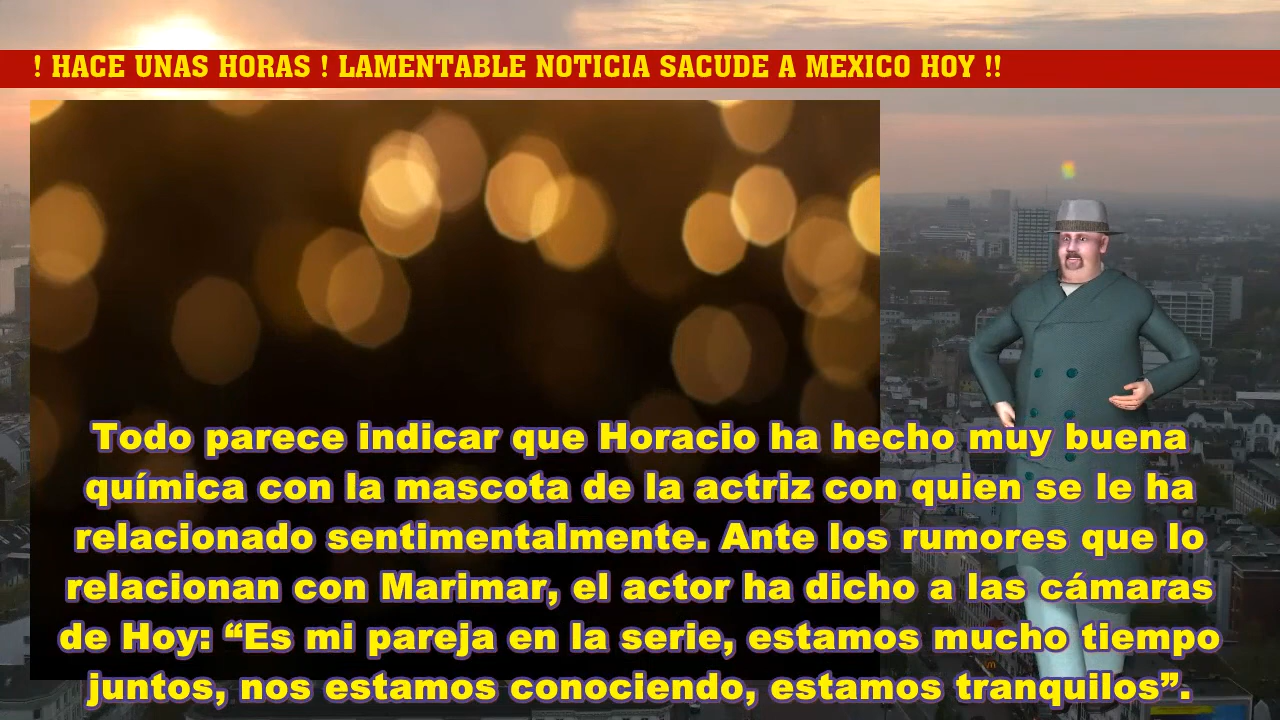 ! HACE UNAS HORAS ! LAMENTABLE NOTICIA SACUDE A MEXICO HOY !!
Todo parece indicar que Horacio ha hecho muy buena
química con la mascota de la actriz con quien se le ha
relacionado sentimentalmente. Ante los rumores que lo
relacionan con Marimar, el actor ha dicho a las cámaras
de Hoy: “Es mi pareja en la serie, estamos mucho tiempo
juntos, nos estamos conociendo, estamos tranquilos”.